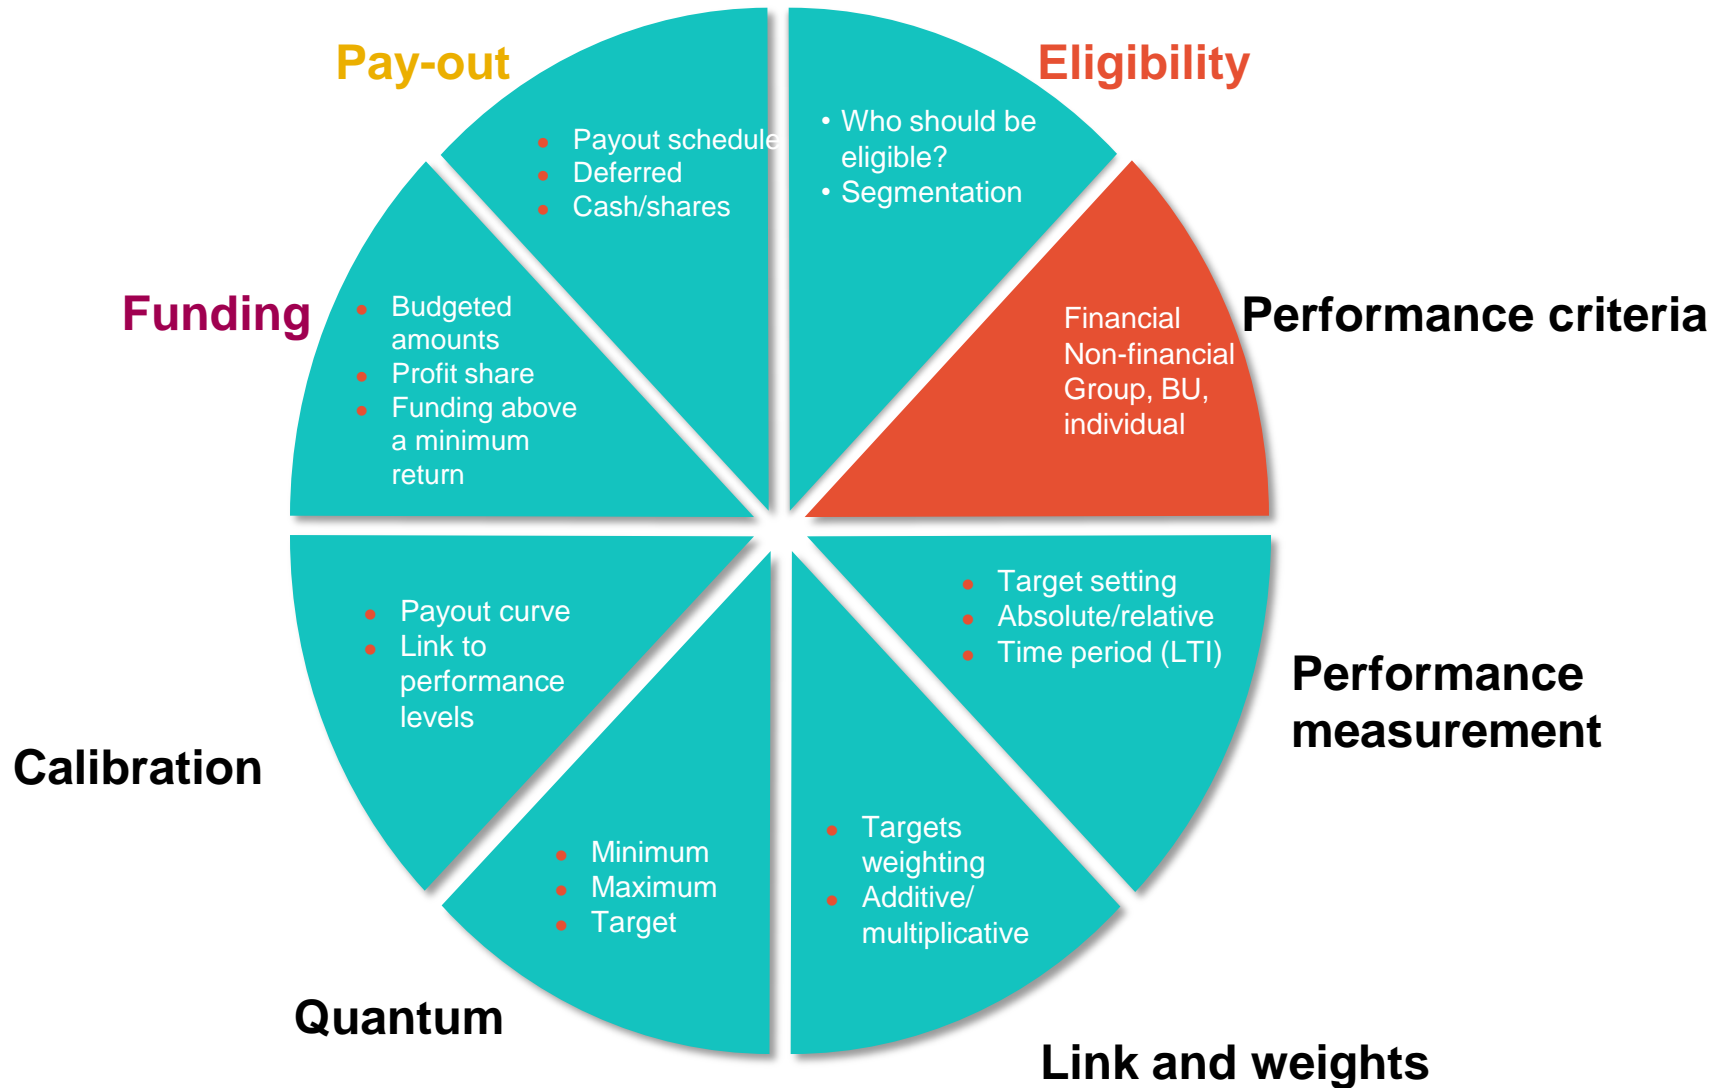 Pay-out
• Payout schedule
• Deferred
• Cash/shares
Eligibility
• Who should be
eligible?
• Segmentation
Performance criteria
Financial
Non-financial
Group, BU,
individual
Performance
measurement
• Target setting
• Absolute/relative
• Time period (LTI)
Link and weights
• Targets
weighting
• Additive/
multiplicative
Quantum
• Minimum
• Maximum
• Target
Calibration
• Payout curve
• Link to
performance
levels
Funding
• Budgeted
amounts
• Profit share
• Funding above
a minimum
return